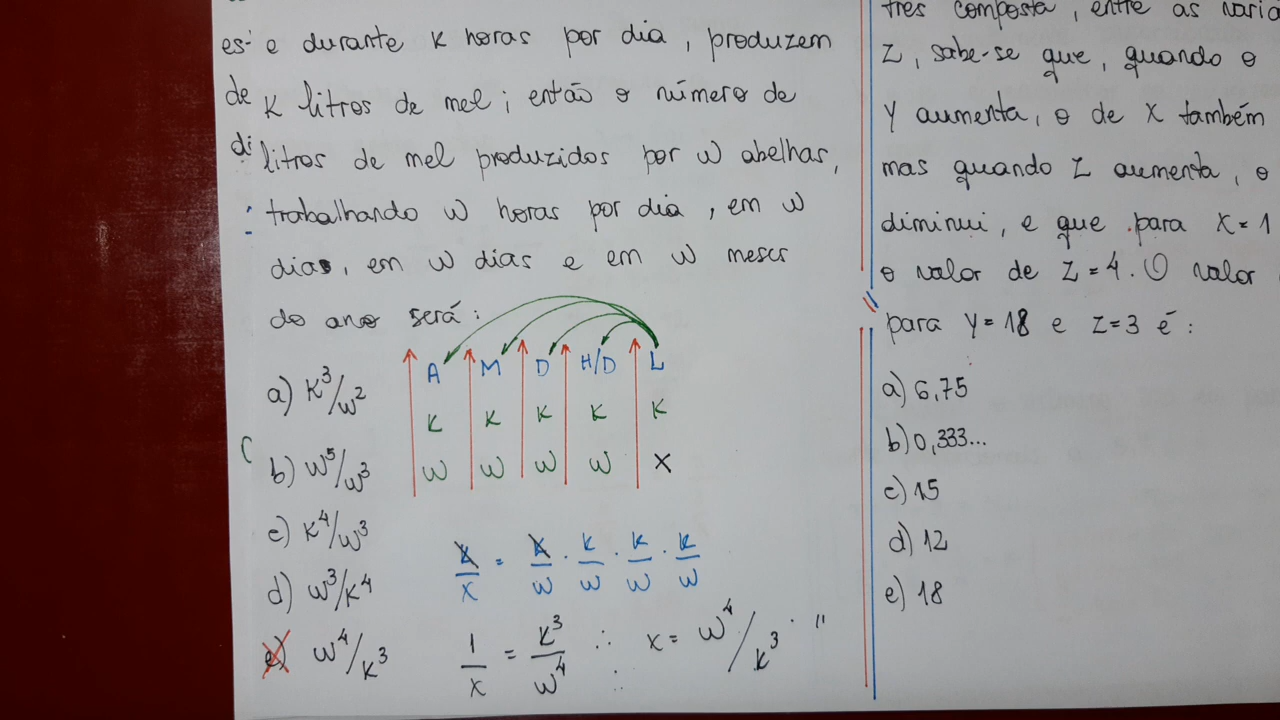 es- e durante K horas por dia, produzem
de K litros de mel; então o número de
di litros de mel produzidos por W abelhas,
: trabalhando W horas por dia, em W
dias, em W dias e em W meses
do ano será:
A M D H/D L
K K K K K
W W W W X
a) K³/W²
b) W⁵/W³
c) K⁴/W³
d) W³/K⁴
e) W⁴/K³
K/X = K/W · K/W · K/W · K/W
1/X = K³/W⁴ ∴ X = W⁴/K³ · "
três composta, entre as
Z, sabe-se que, quando o
Y aumenta, o de X também
mas quando Z aumenta, o
diminui, e que para X=1
o valor de Z=4. O valor
para Y=18 e Z=3 é:
a) 6,75
b) 0,333...
c) 15
d) 12
e) 18